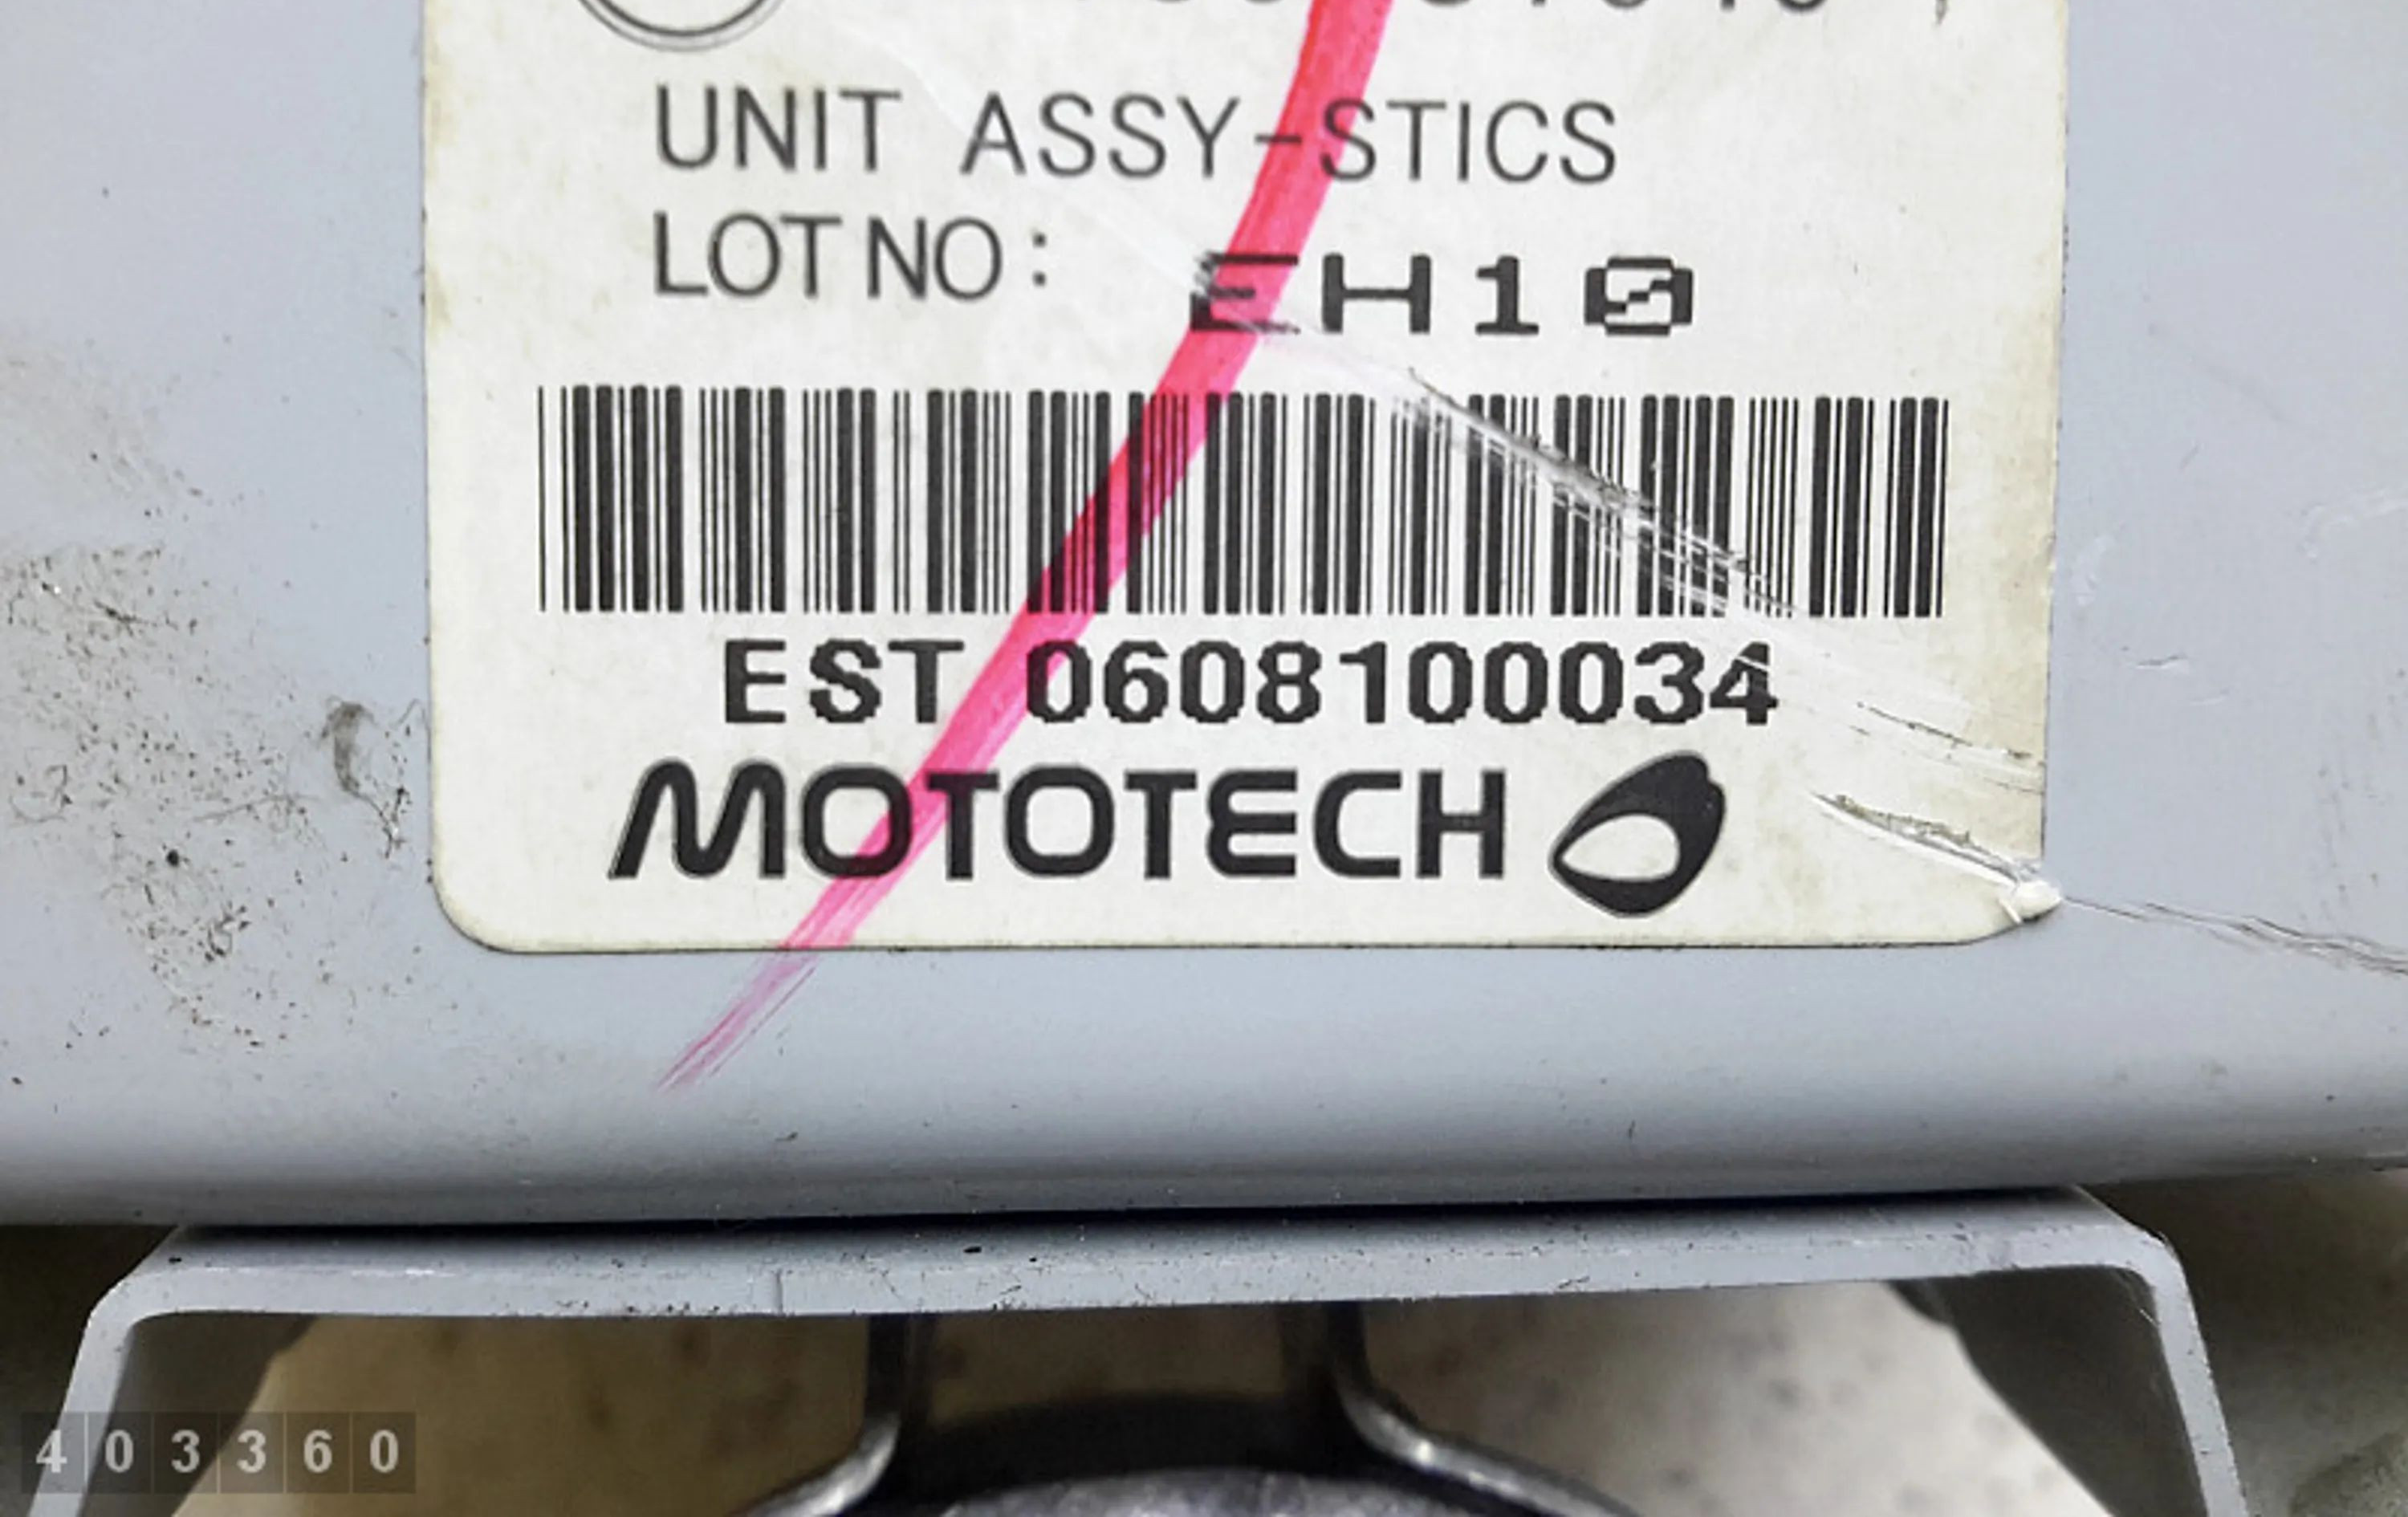 UNIT ASSY-STICS
LOT NO: EH10
EST 0608100034
MOTOTECH
403360